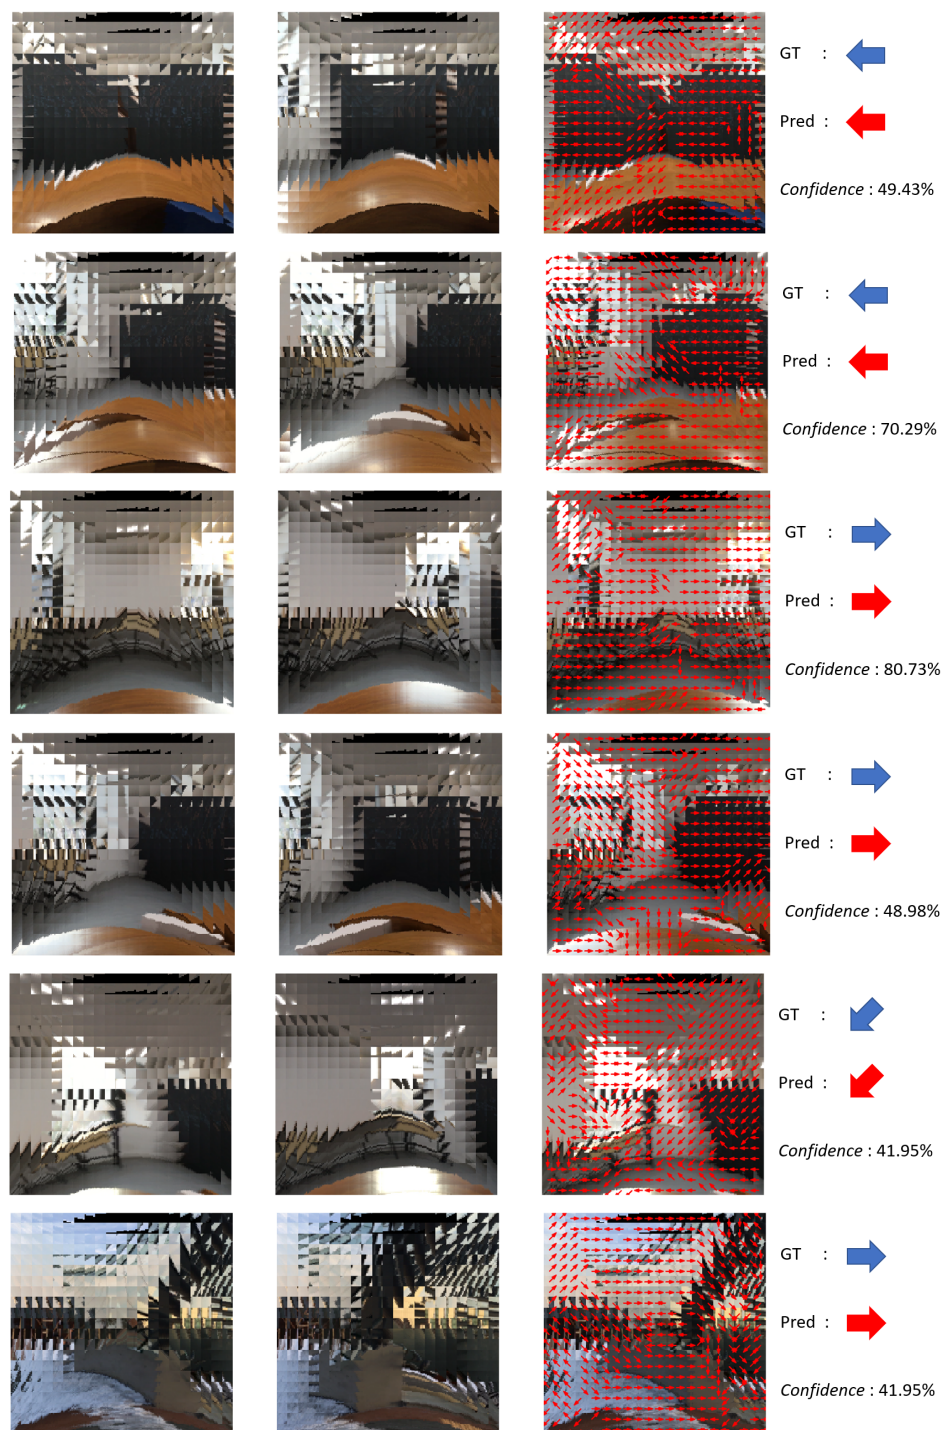 GT :
Pred :
Confidence : 49.43%
GT :
Pred :
Confidence : 70.29%
GT :
Pred :
Confidence : 80.73%
GT :
Pred :
Confidence : 48.98%
GT :
Pred :
Confidence : 41.95%
GT :
Pred :
Confidence : 41.95%